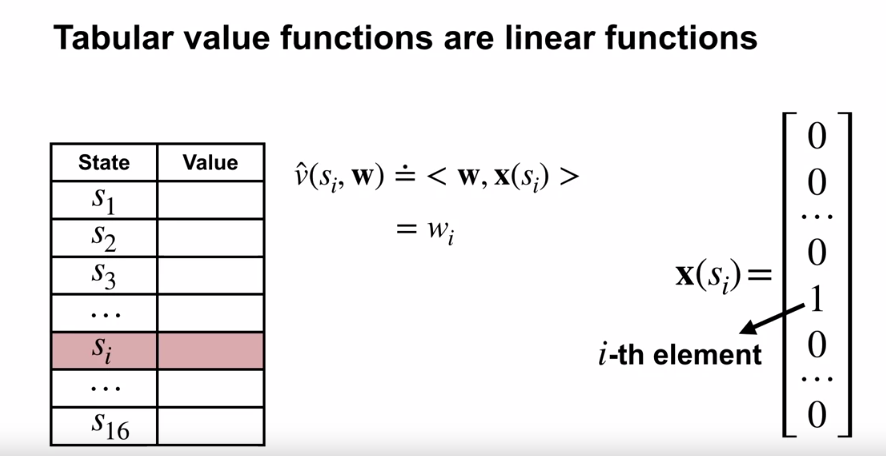 Tabular value functions are linear functions
State Value
s₁
s₂
s₃
...
sᵢ
...
s₁₆
v̂(sᵢ, w) ≐ < w, x(sᵢ) >
= wᵢ
x(sᵢ) =
0
0
...
0
1
0
...
0
i-th element